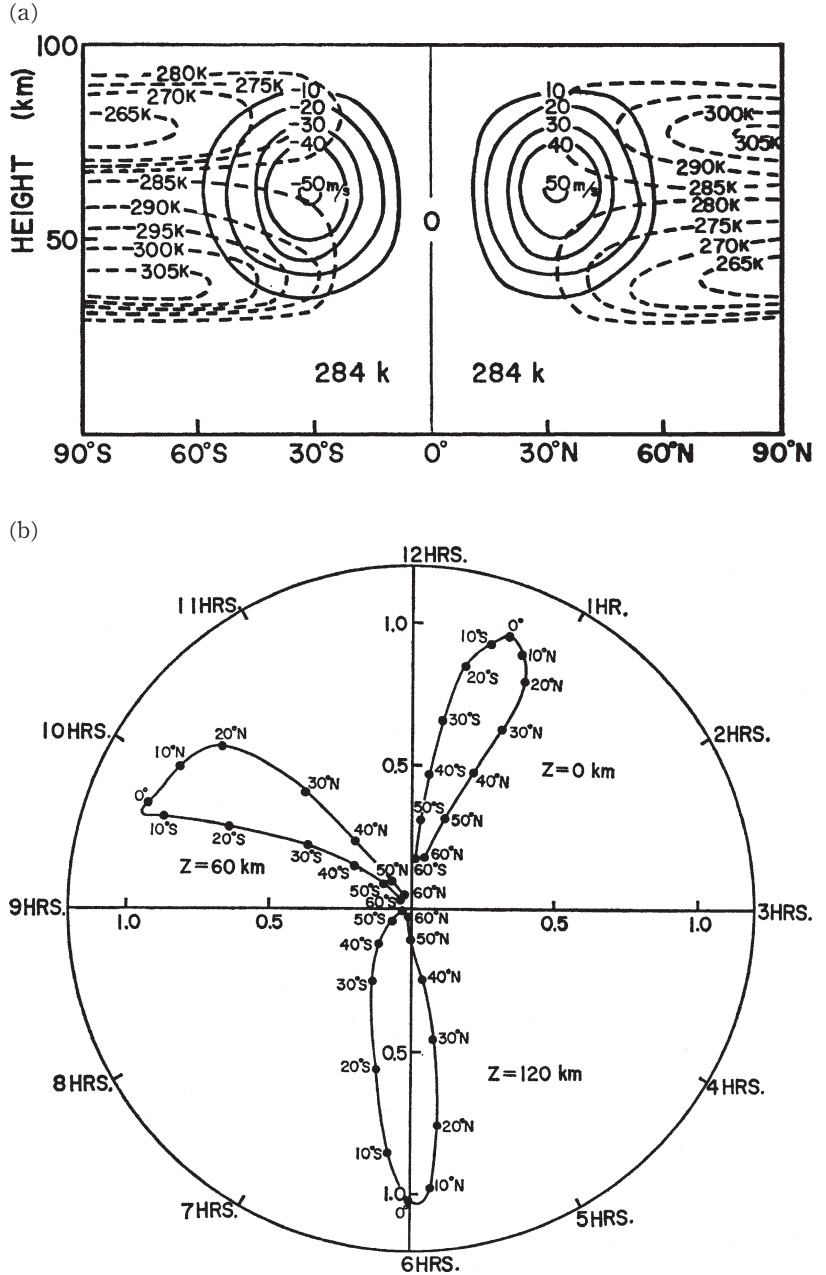 (a)
100
50
HEIGHT (km)
280K
275K
270K
265K
285K
290K
295K
300K
305K
-10
-20
-30
-40
-50 m/s
0
10
20
30
40
50 m/s
300K
305K
290K
285K
280K
275K
270K
265K
284 k
284 k
90°S
60°S
30°S
0°
30°N
60°N
90°N
(b)
12HRS.
11HRS.
1HR.
10HRS.
2HRS.
9HRS.
3HRS.
8HRS.
4HRS.
7HRS.
5HRS.
6HRS.
1.0
0.5
1.0
0.5
0.5
1.0
0.5
1.0
0°
10°S
20°S
30°S
40°S
50°S
60°S
10°N
20°N
30°N
40°N
50°N
60°N
Z=0 km
0°
10°N
20°N
30°N
40°N
50°N
60°N
10°S
20°S
30°S
40°S
50°S
60°S
Z=60 km
60°N
50°N
40°N
30°N
20°N
10°N
50°S
40°S
30°S
20°S
10°S
0°
Z=120 km